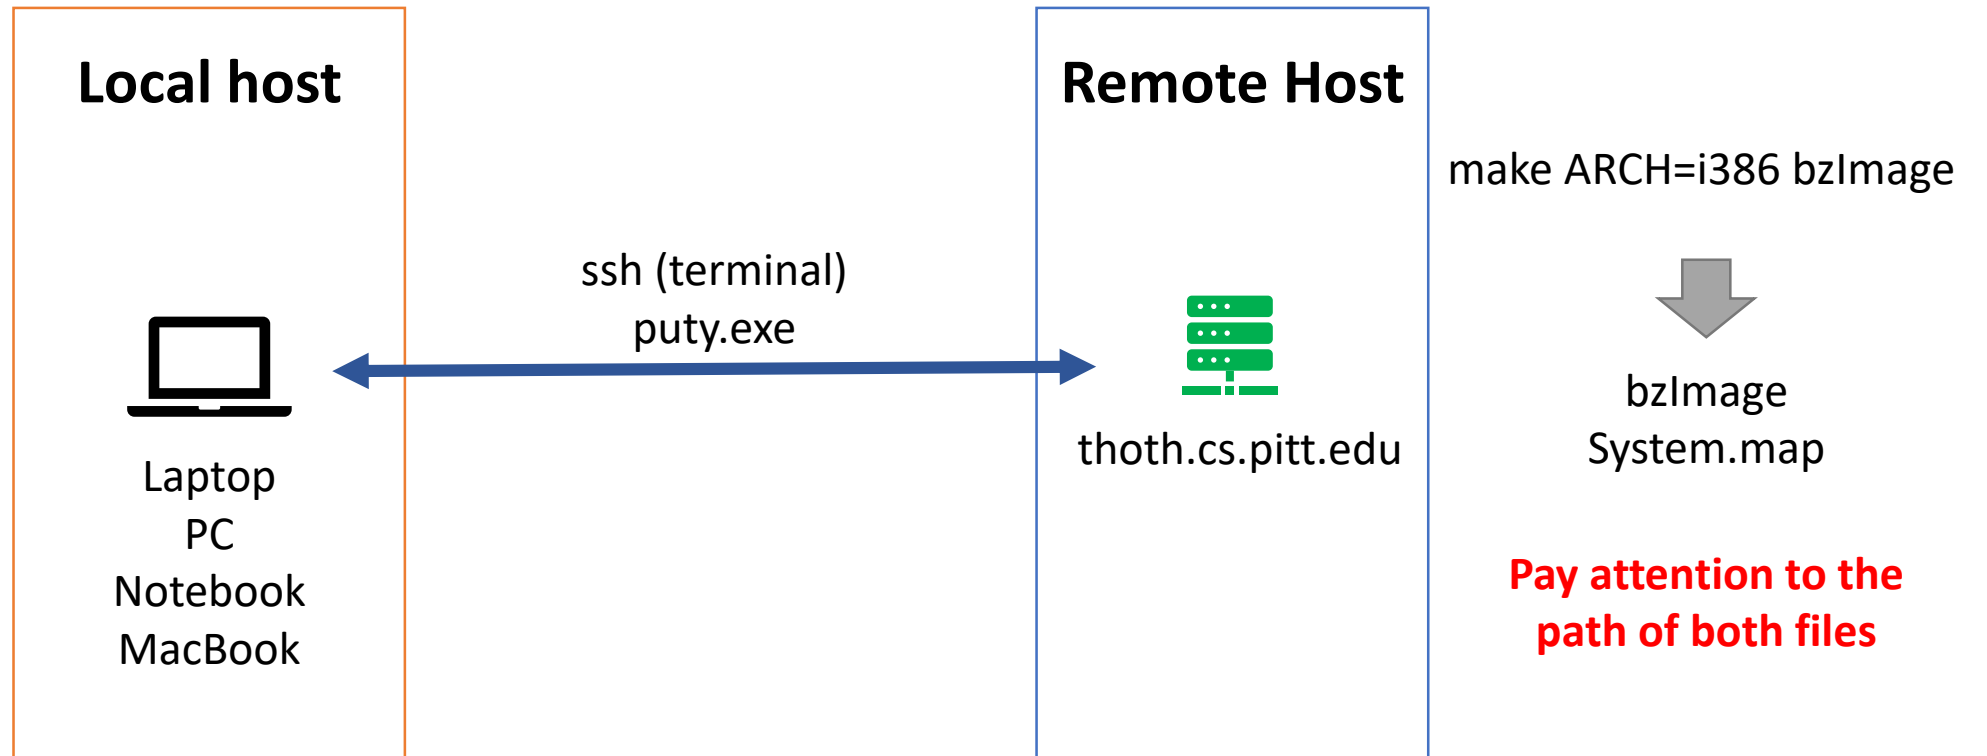 Local host
Laptop
PC
Notebook
MacBook
ssh (terminal)
puty.exe
Remote Host
thoth.cs.pitt.edu
make ARCH=i386 bzImage
bzImage
System.map
Pay attention to the
path of both files